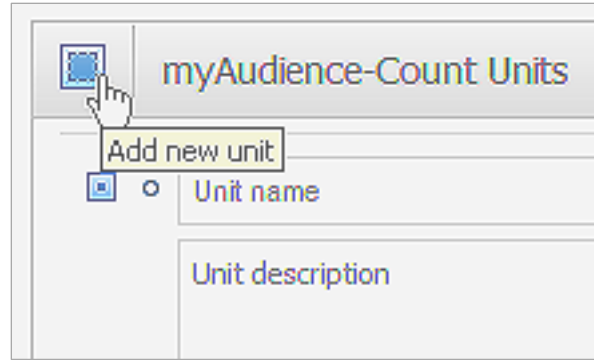 myAudience-Count Units
Add new unit
Unit name
Unit description